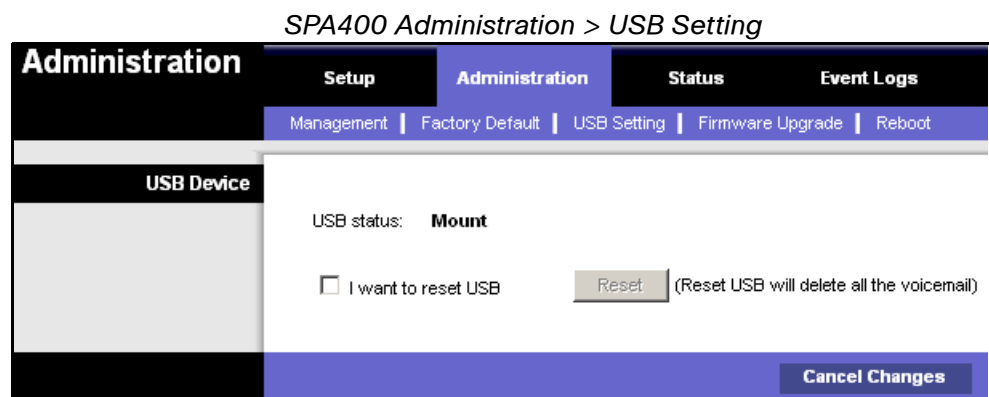 SPA400 Administration > USB Setting
Administration
Setup Administration Status Event Logs
Management | Factory Default | USB Setting | Firmware Upgrade | Reboot
USB Device
USB status: Mount
I want to reset USB Reset (Reset USB will delete all the voicemail)
Cancel Changes